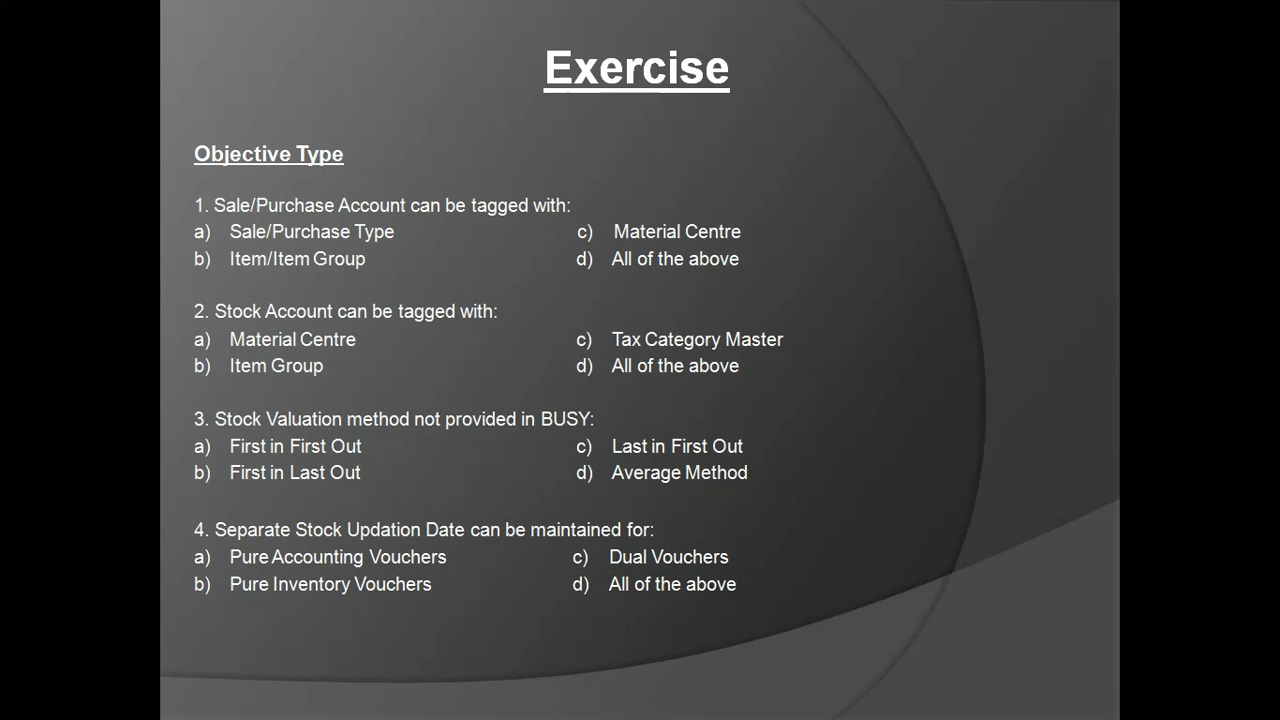 Exercise
Objective Type
1. Sale/Purchase Account can be tagged with:
a) Sale/Purchase Type c) Material Centre
b) Item/Item Group d) All of the above
2. Stock Account can be tagged with:
a) Material Centre c) Tax Category Master
b) Item Group d) All of the above
3. Stock Valuation method not provided in BUSY:
a) First in First Out c) Last in First Out
b) First in Last Out d) Average Method
4. Separate Stock Updation Date can be maintained for:
a) Pure Accounting Vouchers c) Dual Vouchers
b) Pure Inventory Vouchers d) All of the above